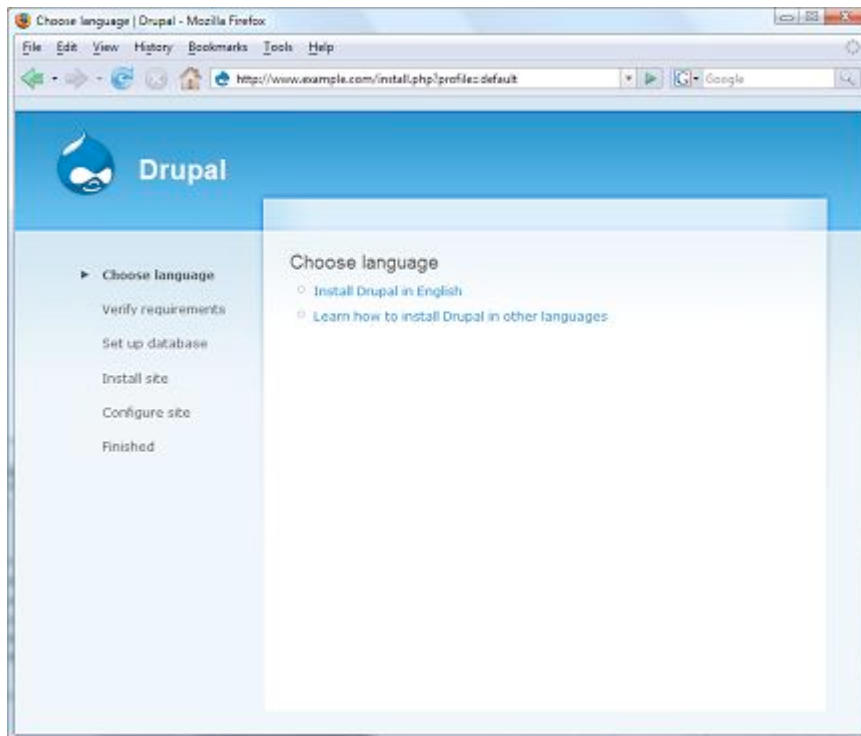 Choose language | Drupal - Mozilla Firefox
File Edit View History Bookmarks Tools Help
http://www.example.com/install.php?profile=default
Google
Drupal
Choose language
Verify requirements
Set up database
Install site
Configure site
Finished
Choose language
Install Drupal in English
Learn how to install Drupal in other languages